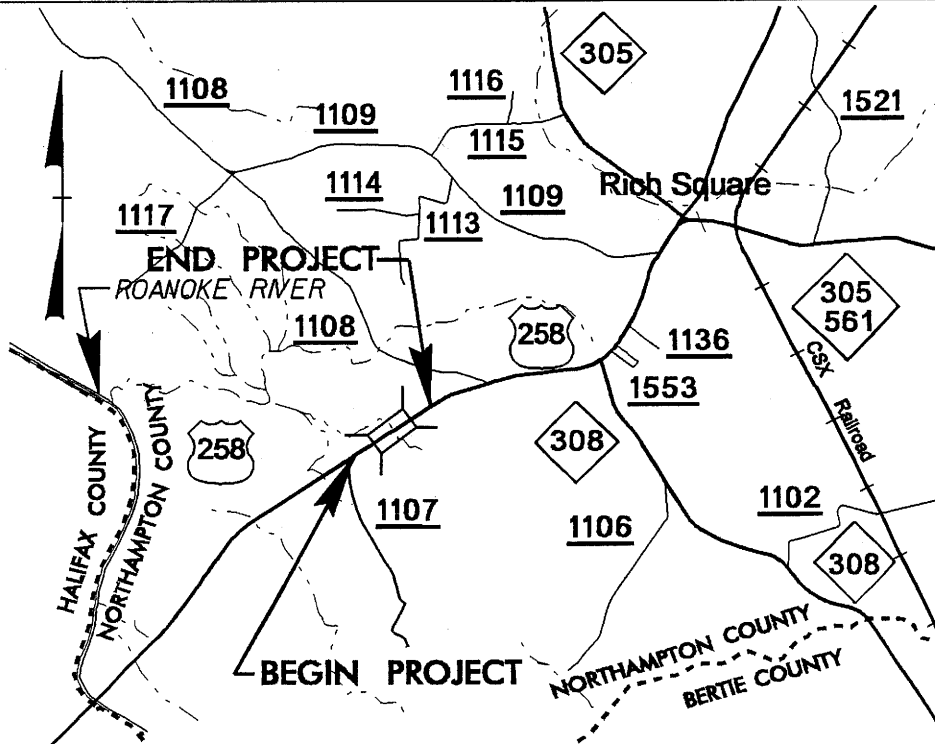 305
1116
1108
1521
1109
1115
1114
Rich Square
1109
1117
1113
END PROJECT
ROANOKE RIVER
305
561
1108
258
1136
CSX
Railroad
1553
308
258
HALIFAX COUNTY
NORTHAMPTON COUNTY
1107
1106
1102
308
BEGIN PROJECT
NORTHAMPTON COUNTY
BERTIE COUNTY